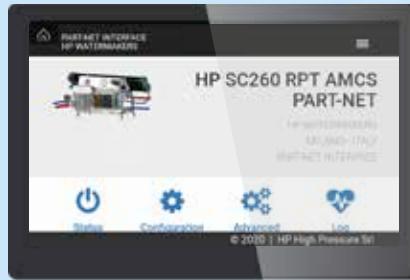 PART-NET INTERFACE
HP WATERMAKERS
HP SC260 RPT AMCS
PART-NET
HP WATERMAKERS
MILANO - ITALY
PART-NET INTERFACE
Status
Configuration
Advanced
Log
© 2020 | HP High Pressure Srl